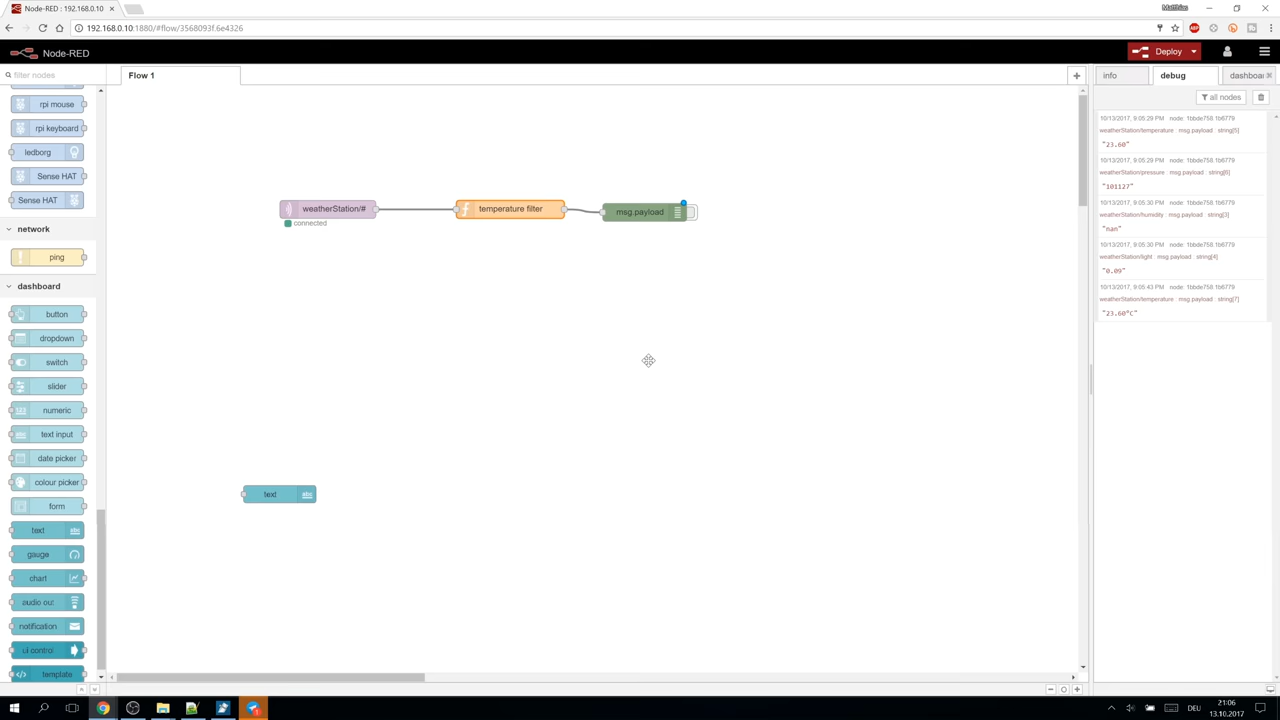 Node-RED : 192.168.0.10
Matthias
192.168.0.10:1880/#flow/3568093f.6e4326
Node-RED
Deploy
filter nodes
Flow 1
info
debug
dashboa
rpi mouse
rpi keyboard
ledborg
Sense HAT
Sense HAT
network
ping
dashboard
button
dropdown
switch
slider
numeric
text input
date picker
colour picker
form
text
gauge
chart
audio out
notification
ui control
template
weatherStation/#
connected
temperature filter
msg.payload
text
all nodes
10/13/2017, 9:05:29 PM node: 1bbde758.1b6779
weatherStation/temperature : msg.payload : string[5]
"23.60"
10/13/2017, 9:05:29 PM node: 1bbde758.1b6779
weatherStation/pressure : msg.payload : string[6]
"101127"
10/13/2017, 9:05:30 PM node: 1bbde758.1b6779
weatherStation/humidity : msg.payload : string[3]
"nan"
10/13/2017, 9:05:30 PM node: 1bbde758.1b6779
weatherStation/light : msg.payload : string[4]
"0.09"
10/13/2017, 9:05:43 PM node: 1bbde758.1b6779
weatherStation/temperature : msg.payload : string[7]
"23.60°C"
DEU
21:06
13.10.2017